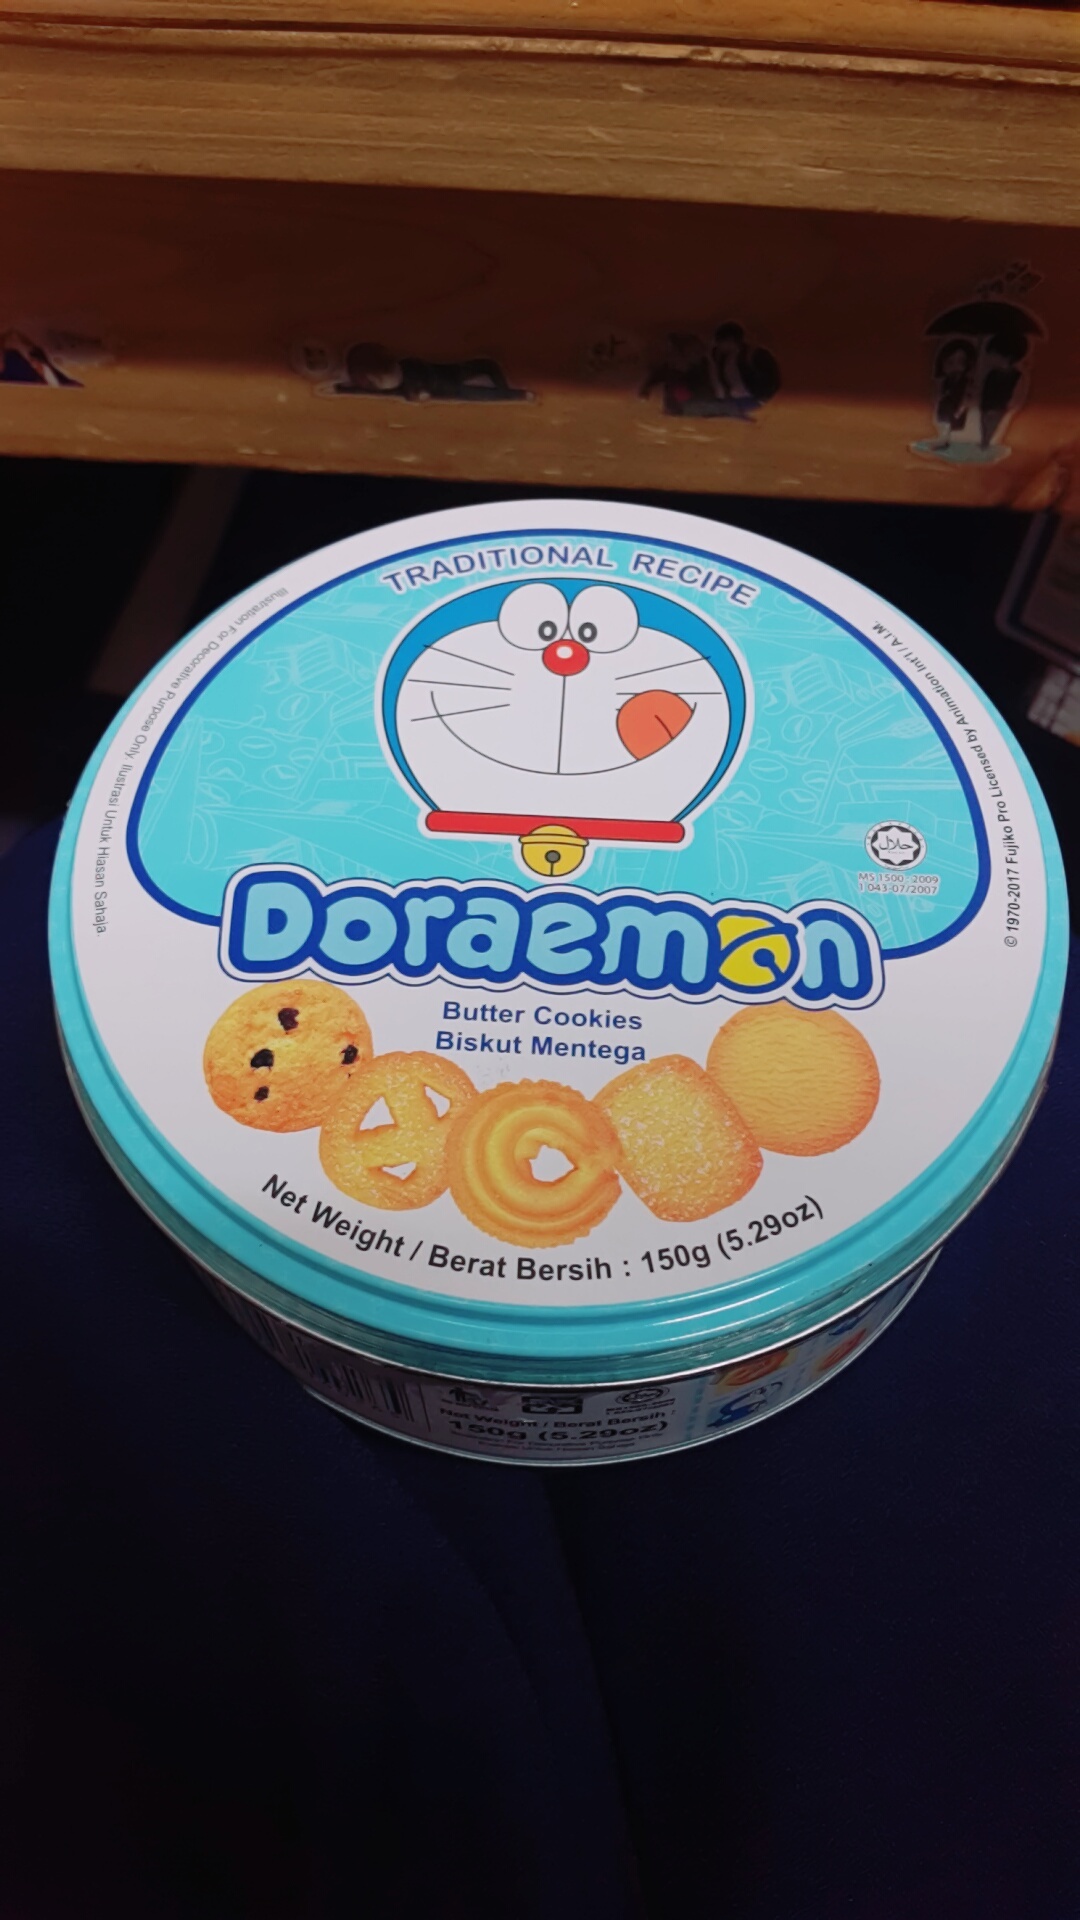 TRADITIONAL RECIPE
Illustration For Decorative Purpose Only. Ilustrasi Untuk Hiasan Sahaja.
© 1970-2017 Fujiko Pro Licensed by Animation Int'l / A.I.M.
حلال
MS 1500 : 2009
1 043-07/2007
Doraemon
Butter Cookies
Biskut Mentega
Net Weight / Berat Bersih : 150g (5.29oz)
Net Weight / Berat Bersih :
150g (5.29oz)